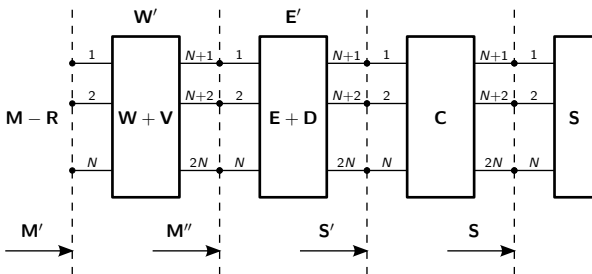 W′ E′
1 N+1 1 N+1 1 N+1 1
2 N+2 2 N+2 2 N+2 2
M − R W + V E + D C S
N 2N N 2N N 2N N
M′ M″ S′ S